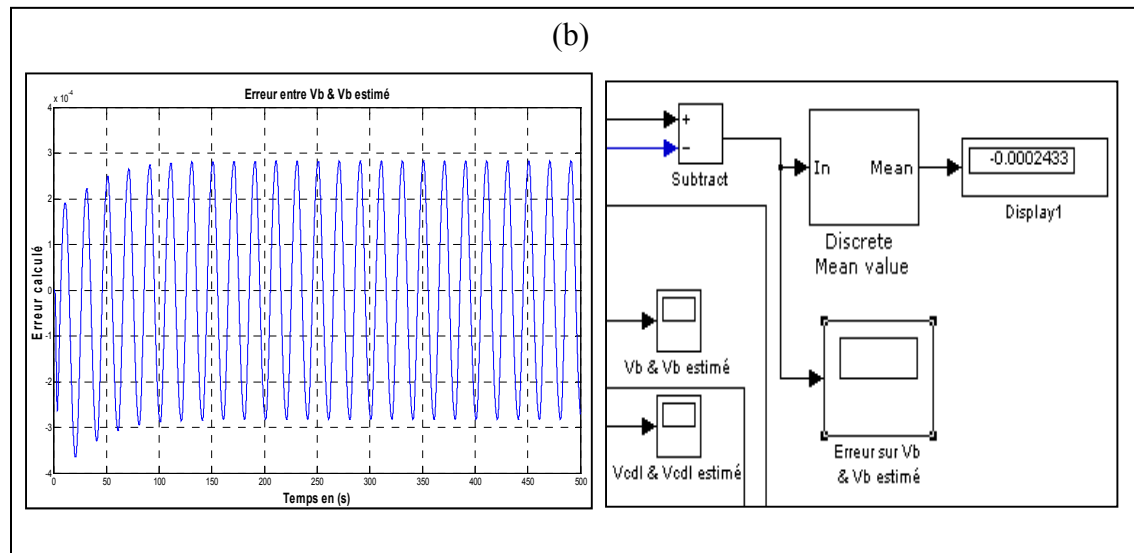 (b)
Erreur entre Vb & Vb estimé
x 10^-4
4
3
2
1
0
-1
-2
-3
-4
Erreur calculé
0 50 100 150 200 250 300 350 400 450 500
Temps en (s)
+
−
Subtract
In Mean
Discrete
Mean value
-0.0002433
Display1
Vb & Vb estimé
Vcdl & Vcdl estimé
Erreur sur Vb
& Vb estimé